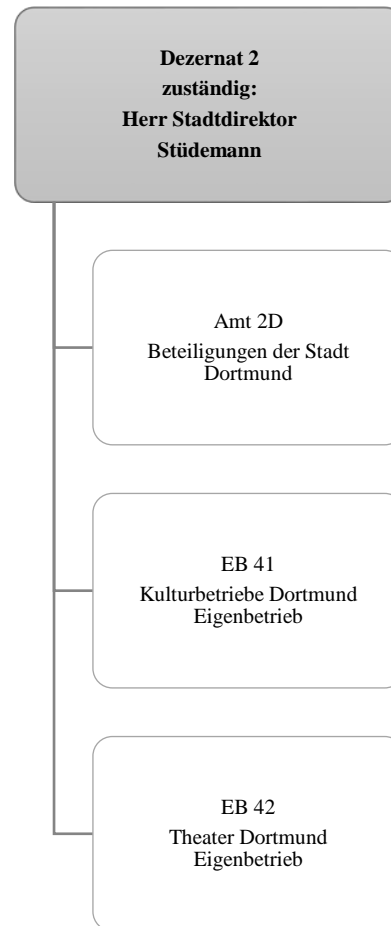 Dezernat 2
zuständig:
Herr Stadtdirektor
Stüdemann
Amt 2D
Beteiligungen der Stadt
Dortmund
EB 41
Kulturbetriebe Dortmund
Eigenbetrieb
EB 42
Theater Dortmund
Eigenbetrieb